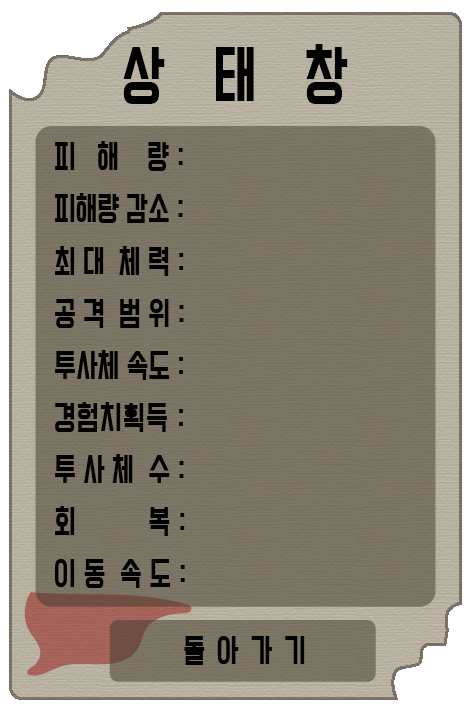 상 태 창
피 해 량 :
피해량 감소 :
최 대 체 력 :
공 격 범 위 :
투사체 속도 :
경험치획득 :
투 사 체 수 :
회 복 :
이 동 속 도 :
돌 아 가 기